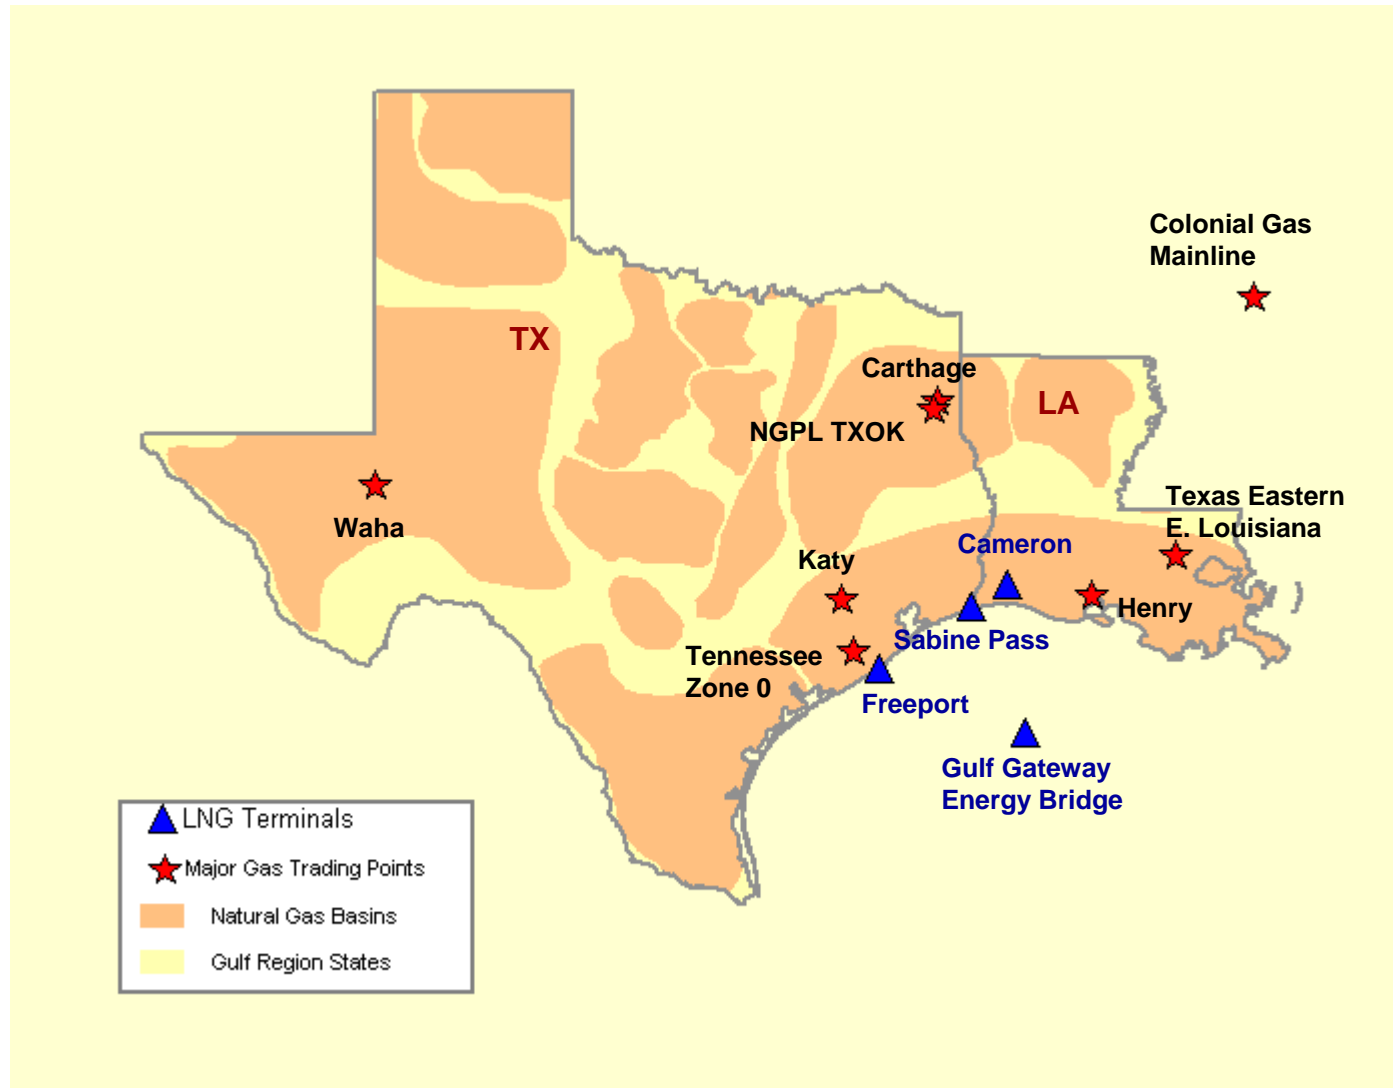 Colonial Gas
Mainline
TX
Carthage
LA
NGPL TXOK
Texas Eastern
E. Louisiana
Waha
Cameron
Katy
Henry
Sabine Pass
Tennessee
Zone 0
Freeport
Gulf Gateway
Energy Bridge
LNG Terminals
Major Gas Trading Points
Natural Gas Basins
Gulf Region States